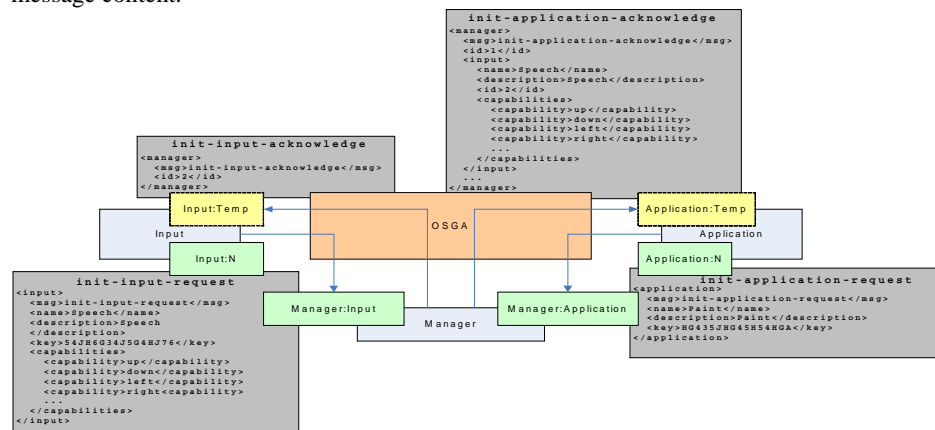 message content.
init-application-acknowledge
<manager>
<msg>init-application-acknowledge</msg>
<id>1</id>
<input>
<name>Speech</name>
<description>Speech</description>
<id>2</id>
<capabilities>
<capability>up</capability>
<capability>down</capability>
<capability>left</capability>
<capability>right</capability>
...
</capabilities>
</input>
...
</manager>
init-input-acknowledge
<manager>
<msg>init-input-acknowledge</msg>
<id>2</id>
</manager>
Input:Temp
Input
Input:N
OSGA
Application:Temp
Application
Application:N
Manager:Input
Manager
Manager:Application
init-input-request
<input>
<msg>init-input-request</msg>
<name>Speech</name>
<description>Speech
</description>
<key>54JH6G34J5G4HJ76</key>
<capabilities>
<capability>up</capability>
<capability>down</capability>
<capability>left</capability>
<capability>right<capability>
...
</capabilities>
</input>
init-application-request
<application>
<msg>init-application-request</msg>
<name>Paint</name>
<description>Paint</description>
<key>HG435JHG45H54HGA</key>
</application>